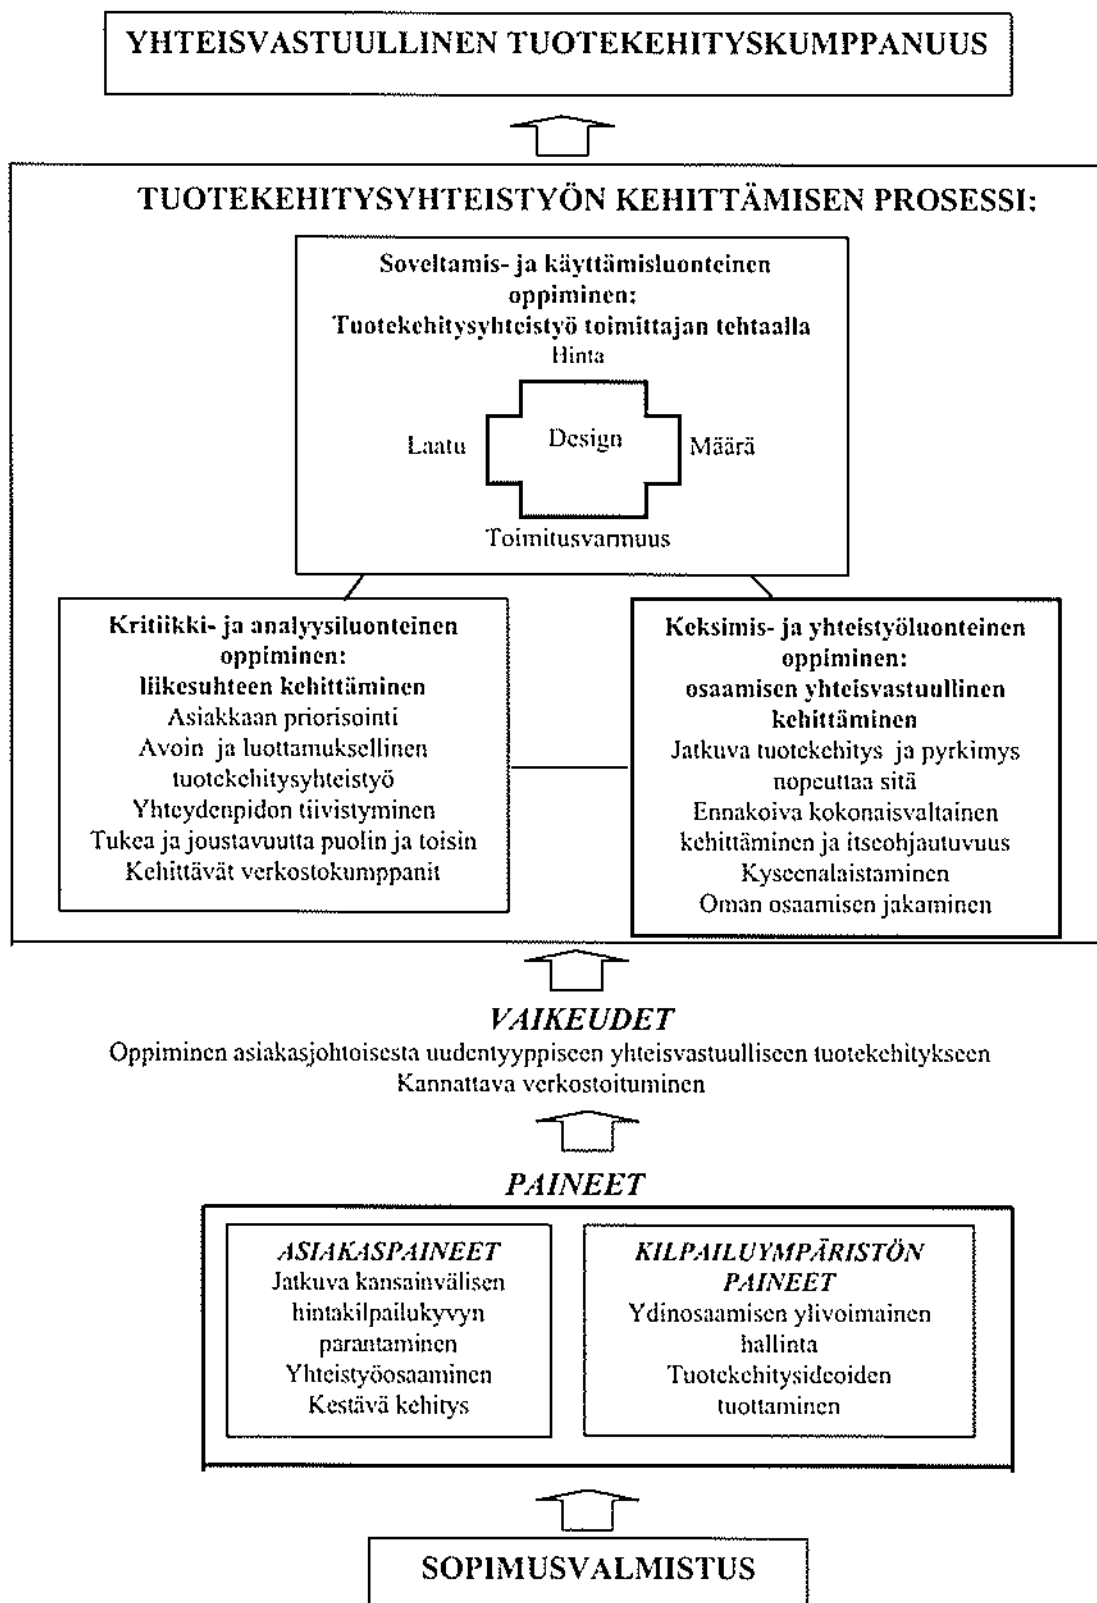 YHTEISVASTUULLINEN TUOTEKEHITYSKUMPPANUUS
TUOTEKEHITYSYHTEISTYÖN KEHITTÄMISEN PROSESSI:
Soveltamis- ja käyttämisluonteinen
oppiminen:
Tuotekehitysyhteistyö toimittajan tehtaalla
Hinta
Laatu
Design
Määrä
Toimitusvarmuus
Kritiikki- ja analyysiluonteinen
oppiminen:
liikesuhteen kehittäminen
Asiakkaan priorisointi
Avoin ja luottamuksellinen
tuotekehitysyhteistyö
Yhteydenpidon tiivistyminen
Tukea ja joustavuutta puolin ja toisin
Kehittävät verkostokumppanit
Keksimis- ja yhteistyöluonteinen
oppiminen:
osaamisen yhteisvastuullinen
kehittäminen
Jatkuva tuotekehitys ja pyrkimys
nopeuttaa sitä
Ennakoiva kokonaisvaltainen
kehittäminen ja itseohjautuvuus
Kyseenalaistaminen
Oman osaamisen jakaminen
VAIKEUDET
Oppiminen asiakasjohtoisesta uudentyyppiseen yhteisvastuulliseen tuotekehitykseen
Kannattava verkostoituminen
PAINEET
ASIAKASPAINEET
Jatkuva kansainvälisen
hintakilpailukyvyn
parantaminen
Yhteistyöosaaminen
Kestävä kehitys
KILPAILUYMPÄRISTÖN
PAINEET
Ydinosaamisen ylivoimainen
hallinta
Tuotekehitysideoiden
tuottaminen
SOPIMUSVALMISTUS